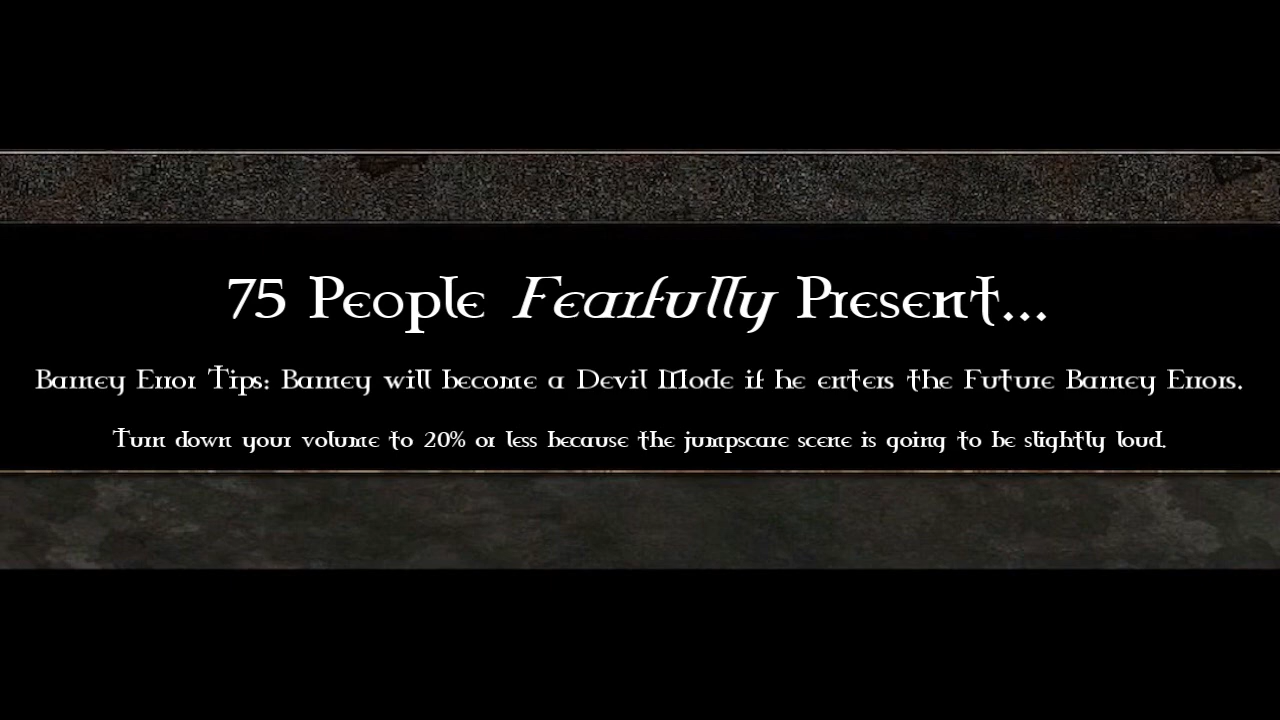 75 People Fearfully Present...
Barney Error Tips: Barney will become a Devil Mode if he enters the Future Barney Errors.
Turn down your volume to 20% or less because the jumpscare scene is going to be slightly loud.